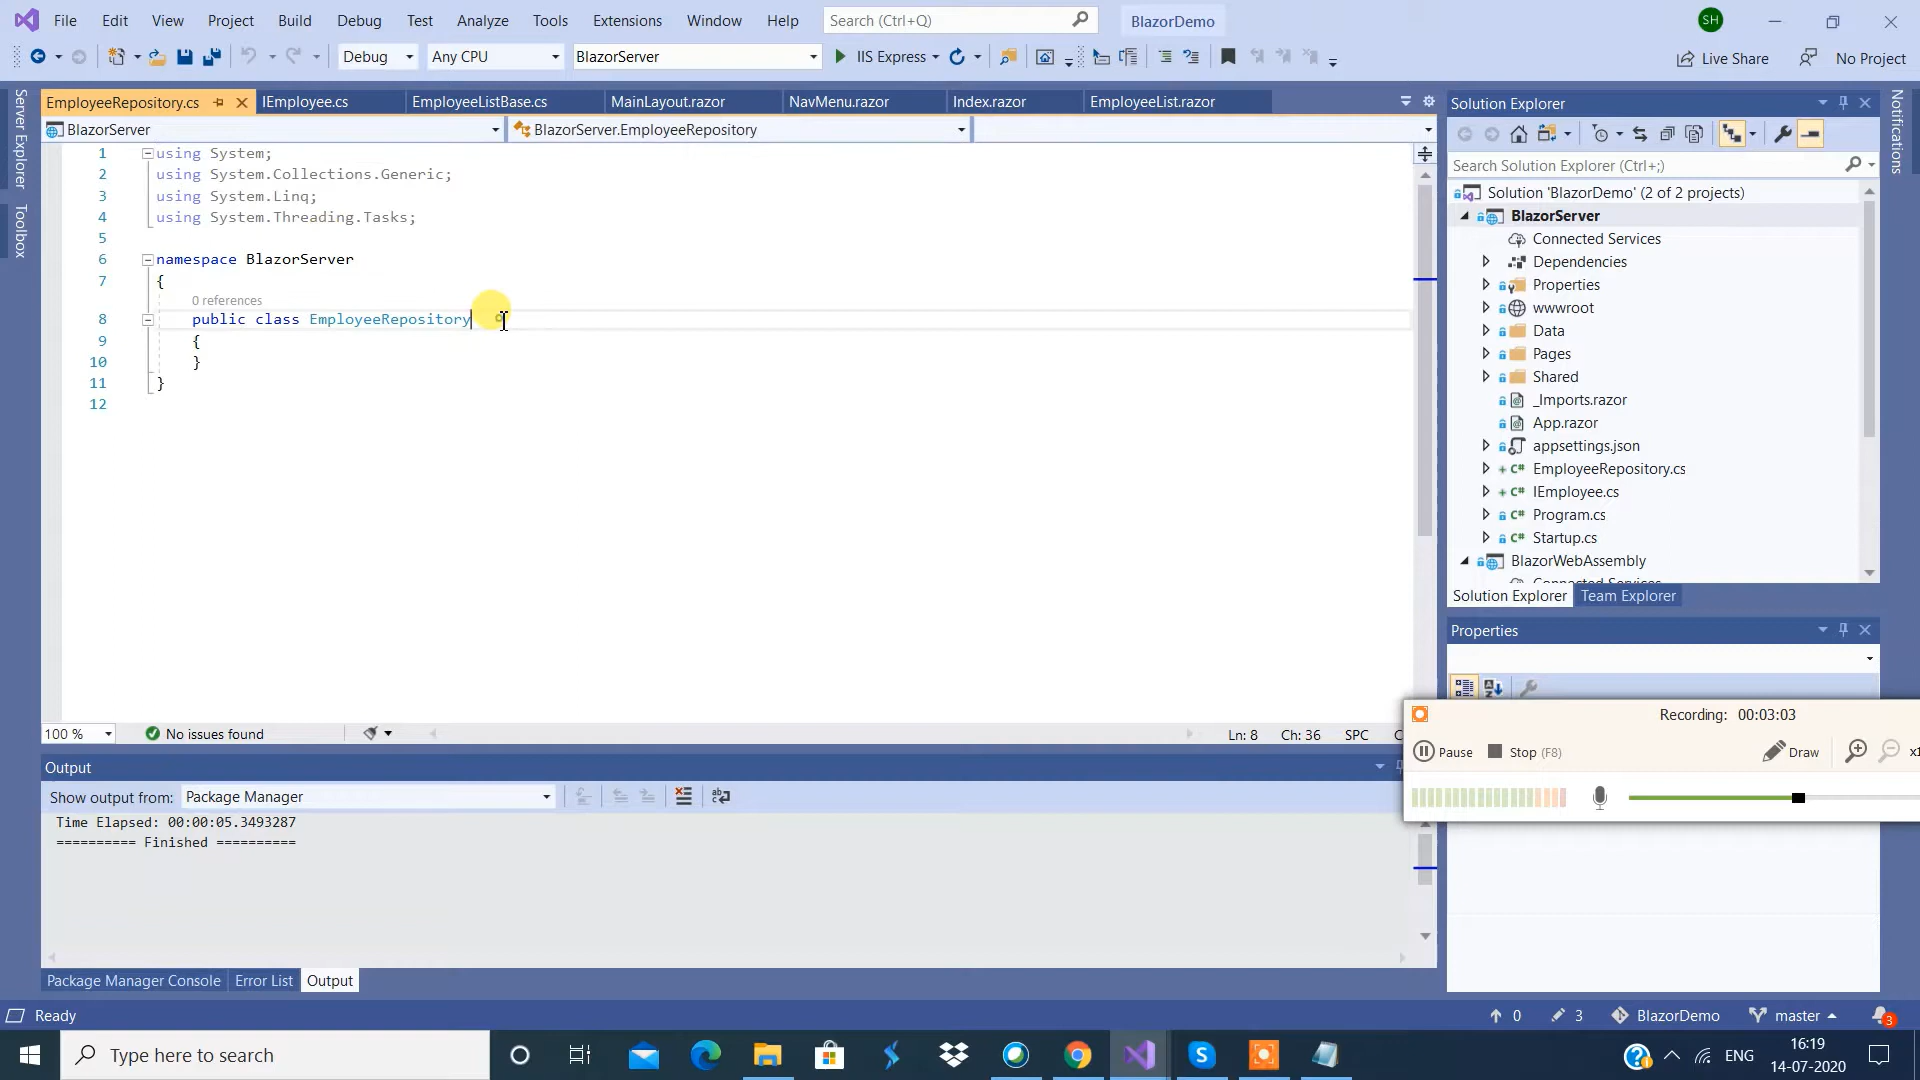 File Edit View Project Build Debug Test Analyze Tools Extensions Window Help Search (Ctrl+Q) BlazorDemo SH
Debug Any CPU BlazorServer IIS Express Live Share No Project
Server Explorer
Toolbox
EmployeeRepository.cs IEmployee.cs EmployeeListBase.cs MainLayout.razor NavMenu.razor Index.razor EmployeeList.razor
BlazorServer BlazorServer.EmployeeRepository
1 using System;
2 using System.Collections.Generic;
3 using System.Linq;
4 using System.Threading.Tasks;
5
6 namespace BlazorServer
7 {
0 references
8 public class EmployeeRepository
9 {
10 }
11 }
12
100 % No issues found Ln: 8 Ch: 36 SPC
Output
Show output from: Package Manager
Time Elapsed: 00:00:05.3493287
========== Finished ==========
Package Manager Console Error List Output
Solution Explorer
Search Solution Explorer (Ctrl+;)
Solution 'BlazorDemo' (2 of 2 projects)
BlazorServer
Connected Services
Dependencies
Properties
wwwroot
Data
Pages
Shared
_Imports.razor
App.razor
appsettings.json
EmployeeRepository.cs
IEmployee.cs
Program.cs
Startup.cs
BlazorWebAssembly
Connected Services
Solution Explorer Team Explorer
Properties
Notifications
Recording: 00:03:03
Pause Stop (F8) Draw
Ready 0 3 BlazorDemo master 3
Type here to search
ENG
16:19
14-07-2020